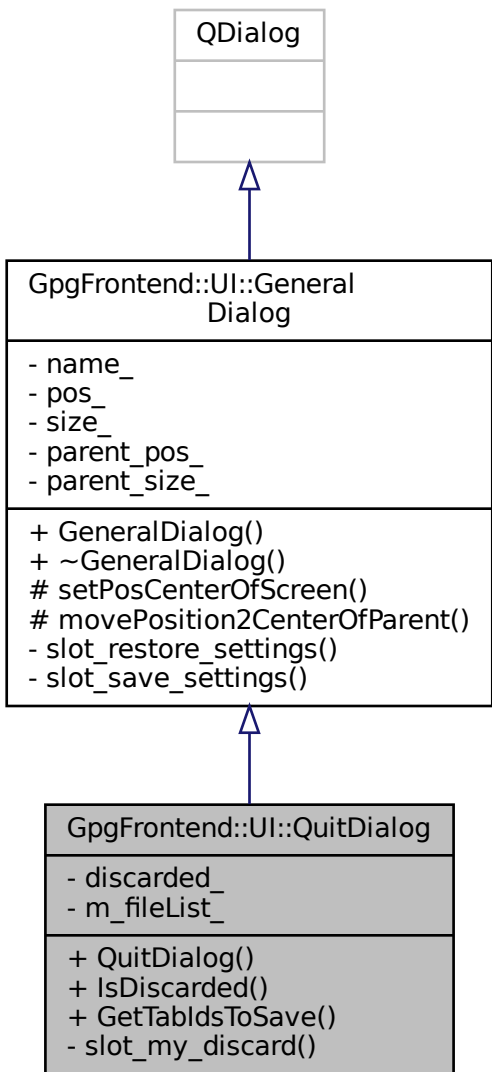 QDialog
GpgFrontend::UI::General
Dialog
- name_
- pos_
- size_
- parent_pos_
- parent_size_
+ GeneralDialog()
+ ~GeneralDialog()
# setPosCenterOfScreen()
# movePosition2CenterOfParent()
- slot_restore_settings()
- slot_save_settings()
GpgFrontend::UI::QuitDialog
- discarded_
- m_fileList_
+ QuitDialog()
+ IsDiscarded()
+ GetTabIdsToSave()
- slot_my_discard()